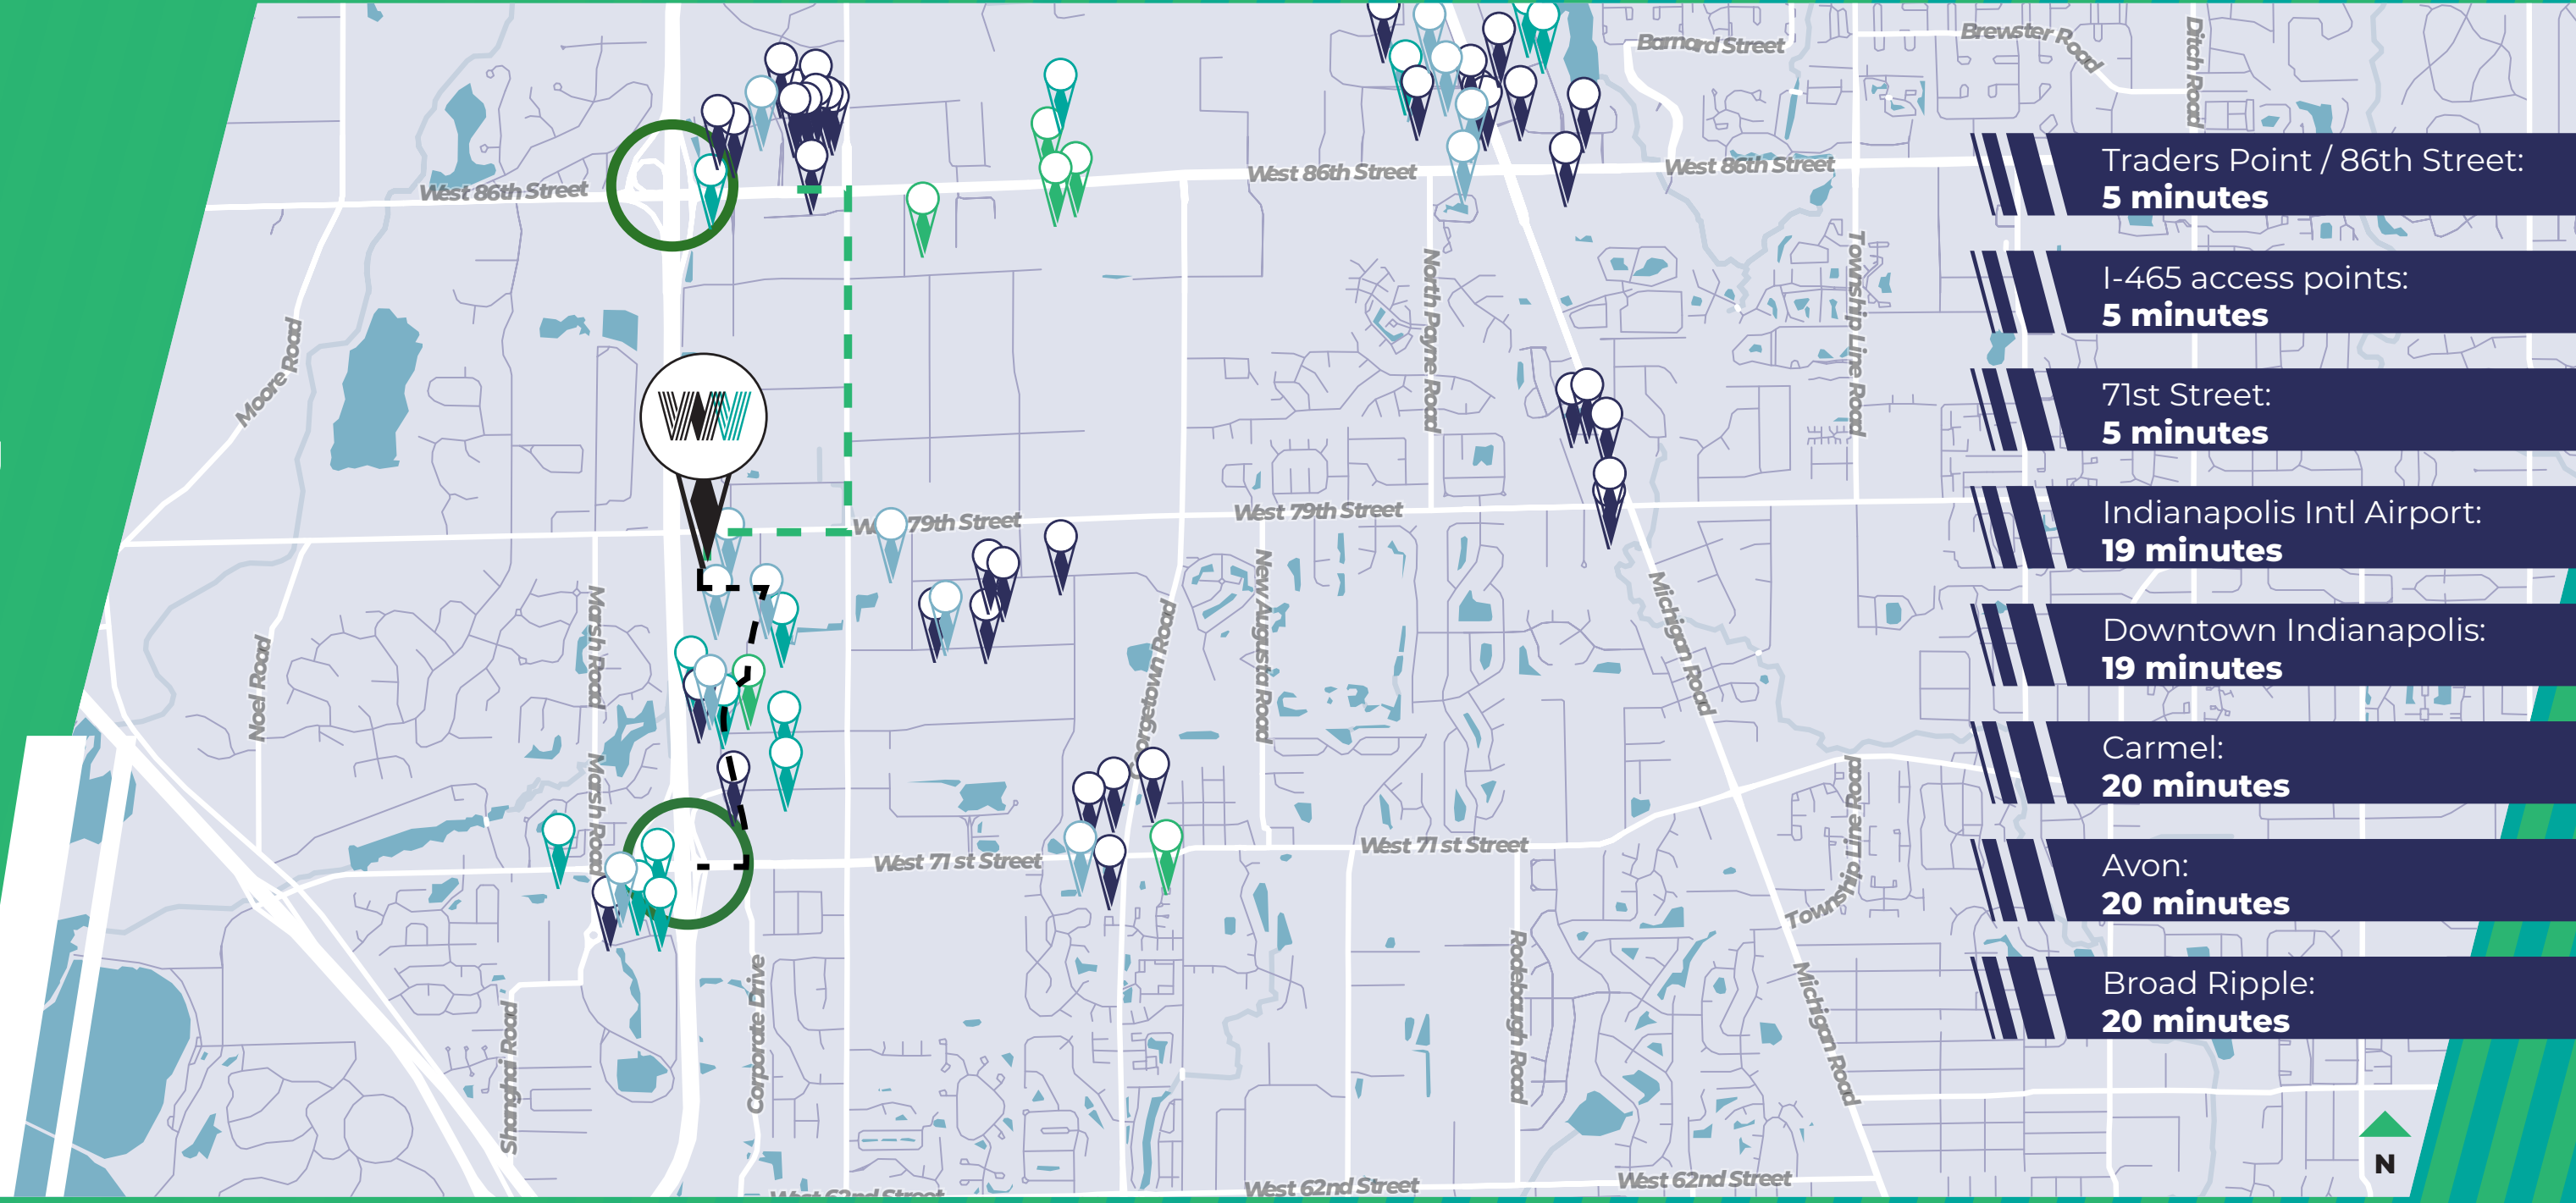 Barnard Street
Brewster Road
Ditch Road
West 86th Street
West 86th Street
West 86th Street
Moore Road
North Payne Road
Township Line Road
W
79th Street
West 79th Street
Marsh Road
Noel Road
New Augusta Road
Michigan Road
orgetown Road
Marsh Road
West 71st Street
West 71st Street
Township Line Road
Corporate Drive
Shanghai Road
Rodebaugh Road
Michigan Road
West 62nd Street
West 62nd Street
West 62nd Street
Traders Point / 86th Street:
5 minutes
I-465 access points:
5 minutes
71st Street:
5 minutes
Indianapolis Intl Airport:
19 minutes
Downtown Indianapolis:
19 minutes
Carmel:
20 minutes
Avon:
20 minutes
Broad Ripple:
20 minutes
N